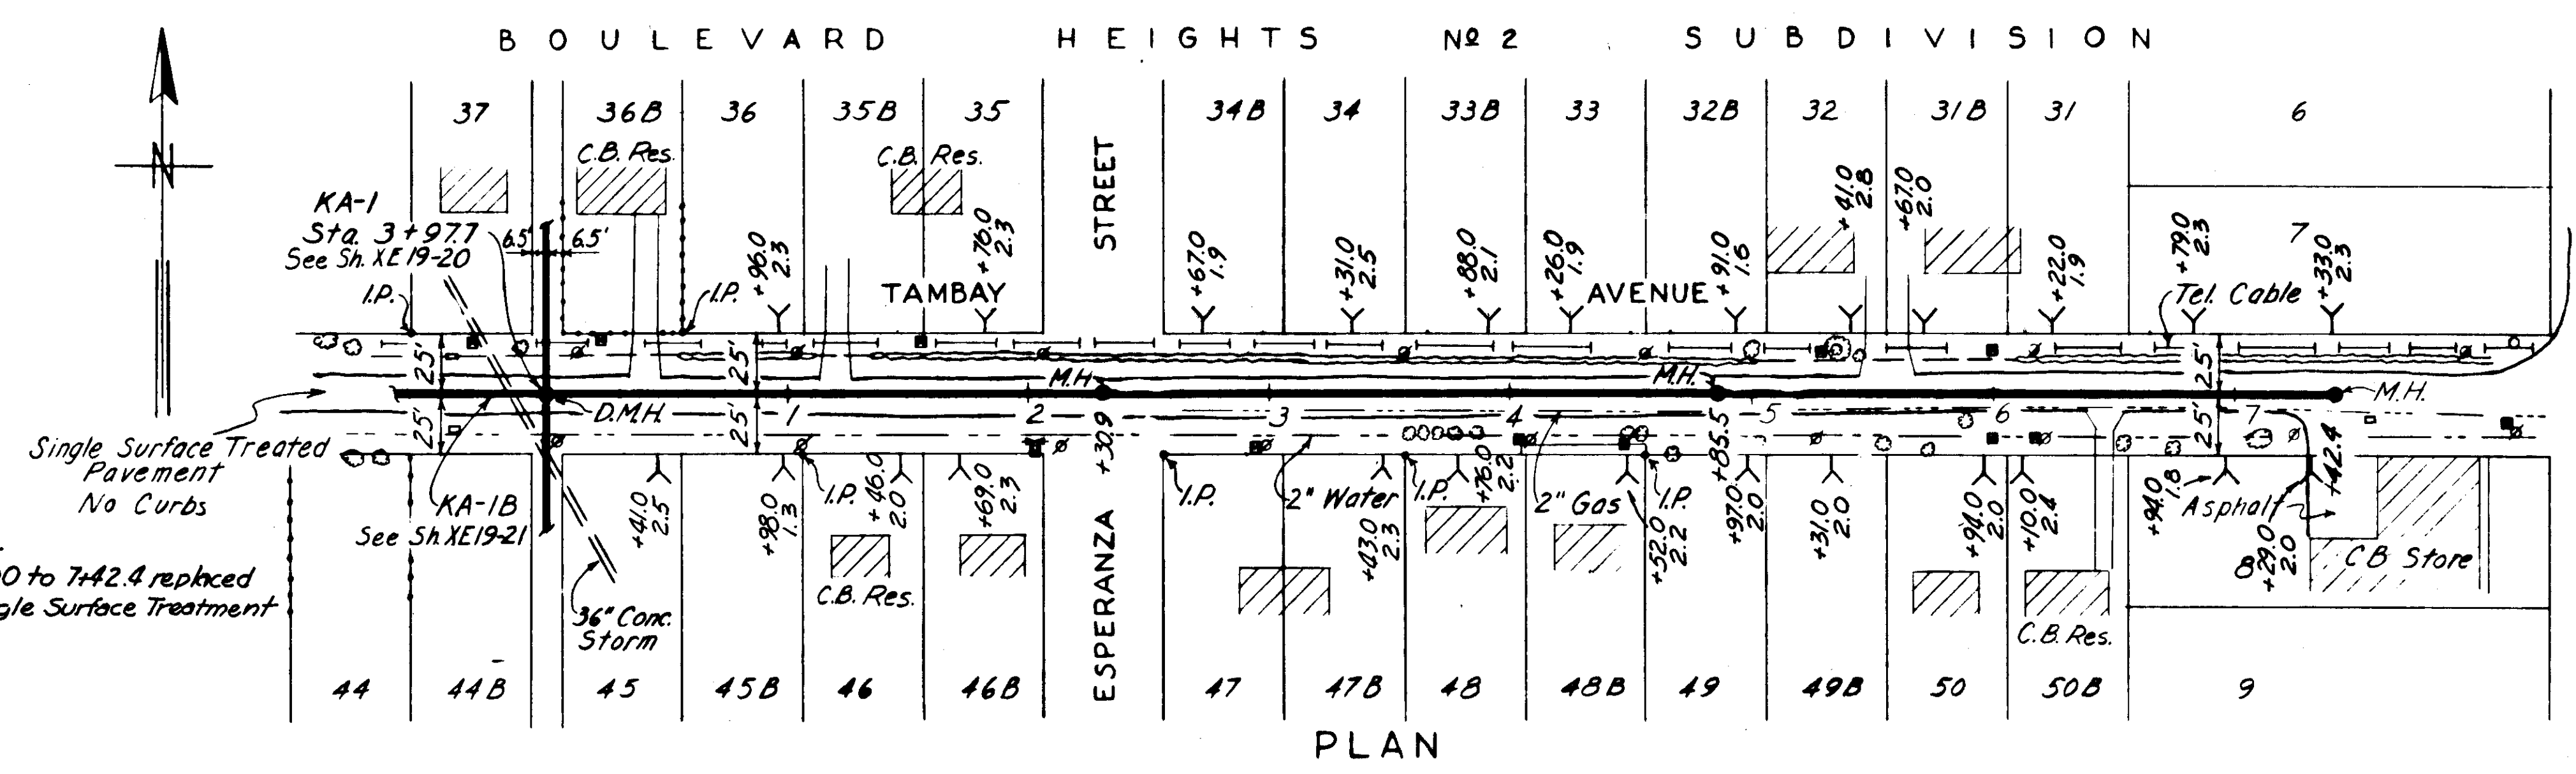 BOULEVARD HEIGHTS Nº 2 SUBDIVISION
37
36B
36
35B
35
34B
34
33B
33
32B
32
31B
31
6
C.B. Res.
C.B. Res.
STREET
N
KA-1
Sta. 3+97.7
See Sh. XE19-20
6.5'
6.5'
I.P.
I.P.
+96.0
2.3
+76.0
2.3
+67.0
1.9
+31.0
2.5
+88.0
2.1
+26.0
1.9
+91.0
1.6
+41.0
2.8
+67.0
2.0
+22.0
1.9
+79.0
2.3
7
+33.0
2.3
TAMBAY AVENUE
Tel. Cable
25'
25'
25'
M.H.
M.H.
M.H.
D.M.H.
1
2
3
4
5
6
7
25'
25'
25'
+30.9
+85.5
+42.4
Single Surface Treated
Pavement
No Curbs
KA-1B
See Sh. XE19-21
I.P.
I.P.
I.P.
I.P.
2" Water
2" Gas
+41.0
2.5
+98.0
1.3
+46.0
2.0
+69.0
2.3
+43.0
2.3
+76.0
2.2
+52.0
2.2
+97.0
2.0
+31.0
2.0
+94.0
2.0
+10.0
2.4
+94.0
1.8
Asphalt
+29.0
2.0
8
C.B Store
0 to 7+42.4 replaced
gle Surface Treatment
36" Conc.
Storm
C.B. Res.
C.B. Res.
ESPERANZA
44
44B
45
45B
46
46B
47
47B
48
48B
49
49B
50
50B
9
PLAN